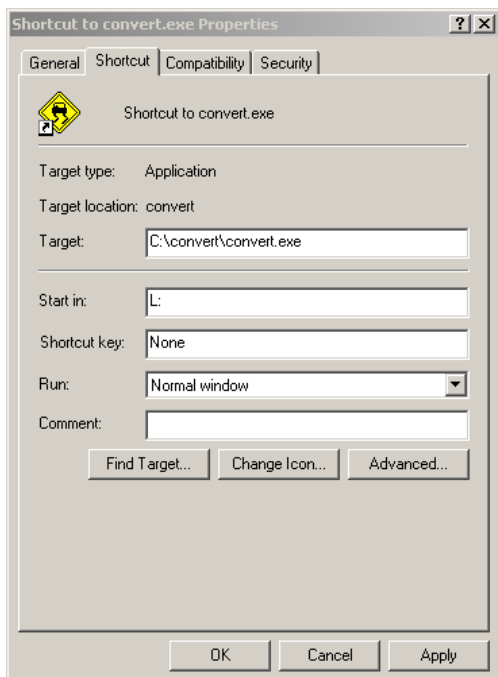 Shortcut to convert.exe Properties
General Shortcut Compatibility Security
Shortcut to convert.exe
Target type: Application
Target location: convert
Target: C:\convert\convert.exe
Start in: L:
Shortcut key: None
Run: Normal window
Comment:
Find Target... Change Icon... Advanced...
OK Cancel Apply